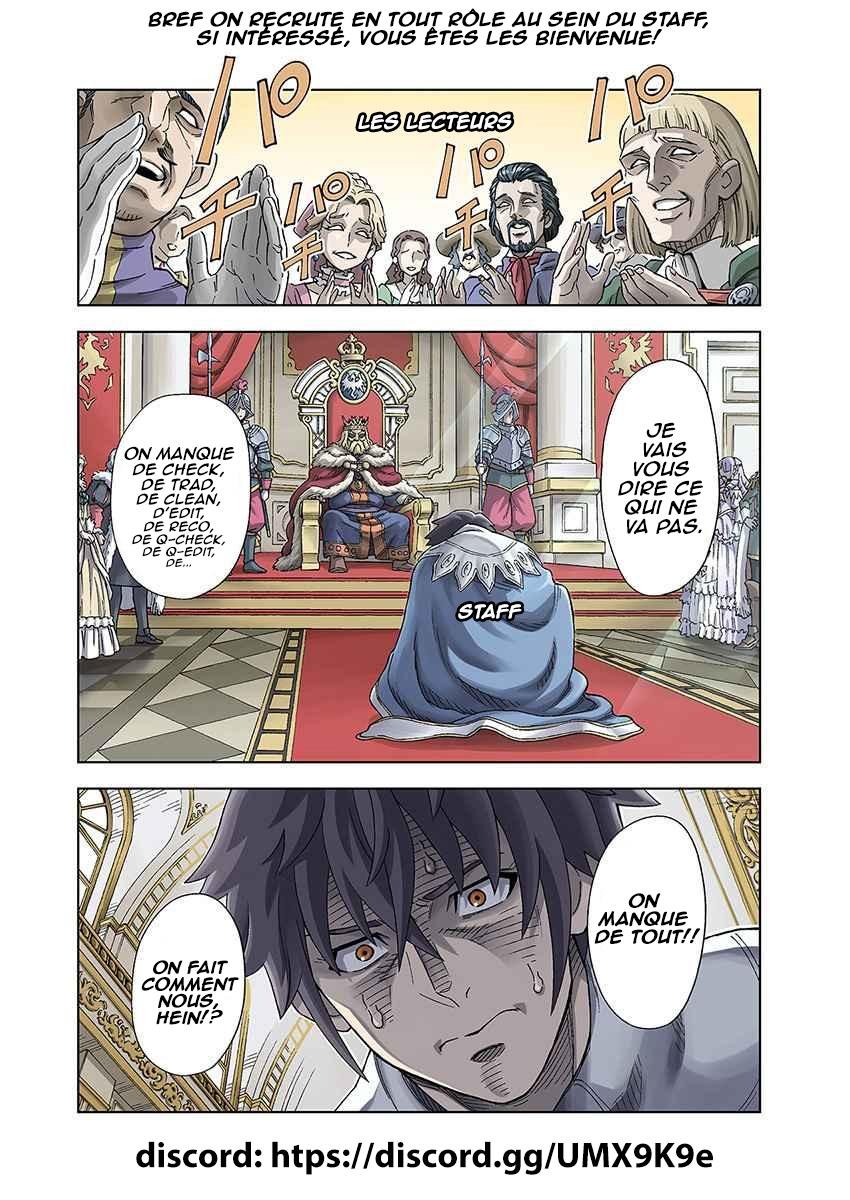 BREF ON RECRUTE EN TOUT RÔLE AU SEIN DU STAFF,
SI INTÉRESSÉ, VOUS ÊTES LES BIENVENUE!
LES LECTEURS
パチ
パチ
パチ
パチ
パチ
JE
VAIS
VOUS
DIRE CE
QUI NE
VA PAS.
ON MANQUE
DE CHECK,
DE TRAD,
DE CLEAN,
D'EDIT,
DE RECO,
DE Q-CHECK,
DE Q-EDIT,
DE...
STAFF
ON
MANQUE
DE TOUT!!
ON FAIT
COMMENT
NOUS,
HEIN!?
discord: htps://discord.gg/UMX9K9e